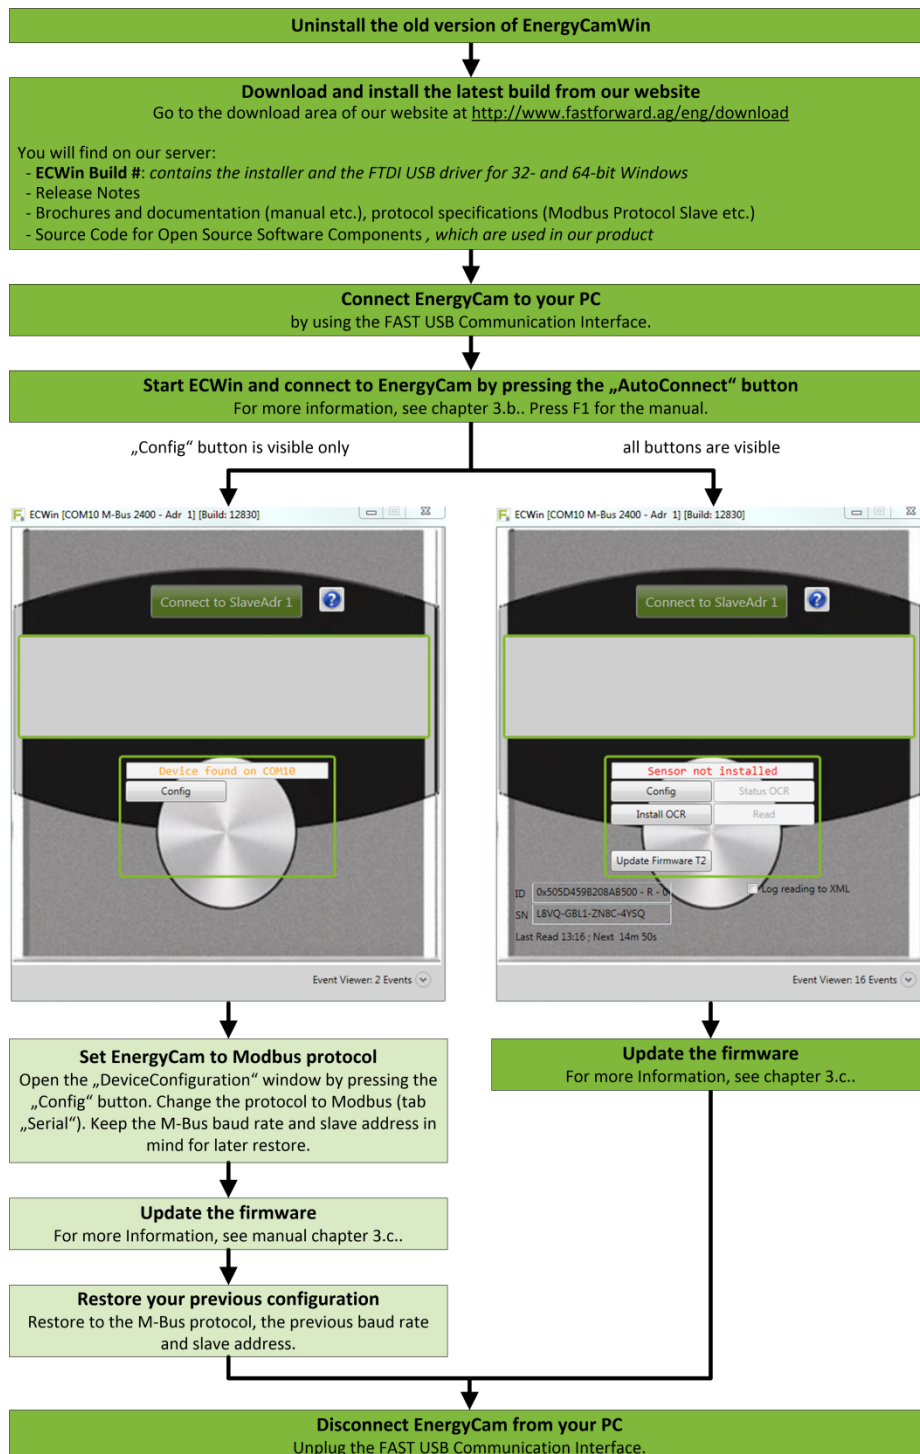 Uninstall the old version of EnergyCamWin
Download and install the latest build from our website
Go to the download area of our website at http://www.fastforward.ag/eng/download
You will find on our server:
- ECWin Build #: contains the installer and the FTDI USB driver for 32- and 64-bit Windows
- Release Notes
- Brochures and documentation (manual etc.), protocol specifications (Modbus Protocol Slave etc.)
- Source Code for Open Source Software Components , which are used in our product
Connect EnergyCam to your PC
by using the FAST USB Communication Interface.
Start ECWin and connect to EnergyCam by pressing the „AutoConnect“ button
For more information, see chapter 3.b.. Press F1 for the manual.
„Config“ button is visible only
all buttons are visible
ECWin [COM10 M-Bus 2400 - Adr 1] [Build: 12830]
Connect to SlaveAdr 1
Device found on COM10
Config
Event Viewer: 2 Events
ECWin [COM10 M-Bus 2400 - Adr 1] [Build: 12830]
Connect to SlaveAdr 1
Sensor not installed
Config
Status OCR
Install OCR
Read
Update Firmware T2
ID 0x505D459B208AB500 - R - 0
Log reading to XML
SN L8VQ-GBL1-ZN8C-4YSQ
Last Read 13:16 ; Next 14m 50s
Event Viewer: 16 Events
Set EnergyCam to Modbus protocol
Open the „DeviceConfiguration“ window by pressing the
„Config“ button. Change the protocol to Modbus (tab
„Serial“). Keep the M-Bus baud rate and slave address in
mind for later restore.
Update the firmware
For more Information, see manual chapter 3.c..
Restore your previous configuration
Restore to the M-Bus protocol, the previous baud rate
and slave address.
Update the firmware
For more Information, see chapter 3.c..
Disconnect EnergyCam from your PC
Unplug the FAST USB Communication Interface.